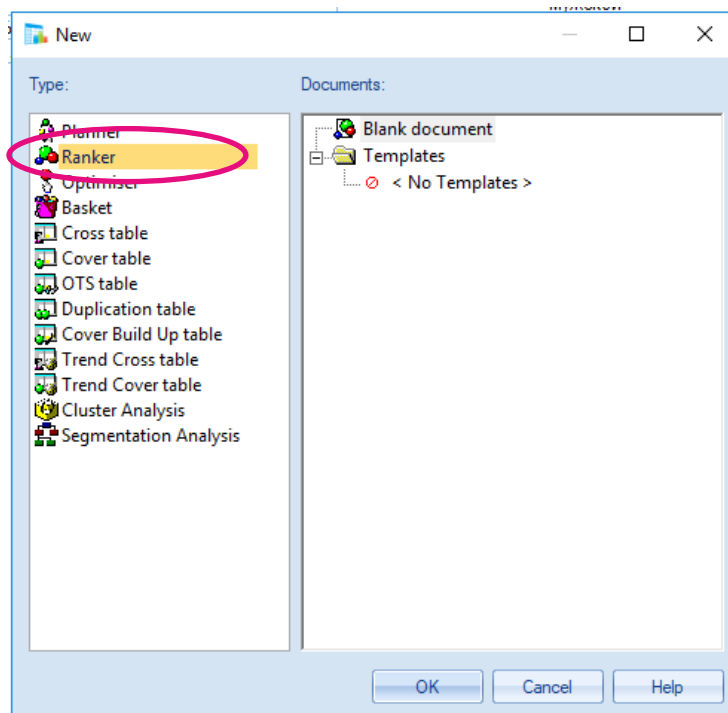 New
Type:
Documents:
Planner
Ranker
Optimiser
Basket
Cross table
Cover table
OTS table
Duplication table
Cover Build Up table
Trend Cross table
Trend Cover table
Cluster Analysis
Segmentation Analysis
Blank document
Templates
< No Templates >
OK
Cancel
Help